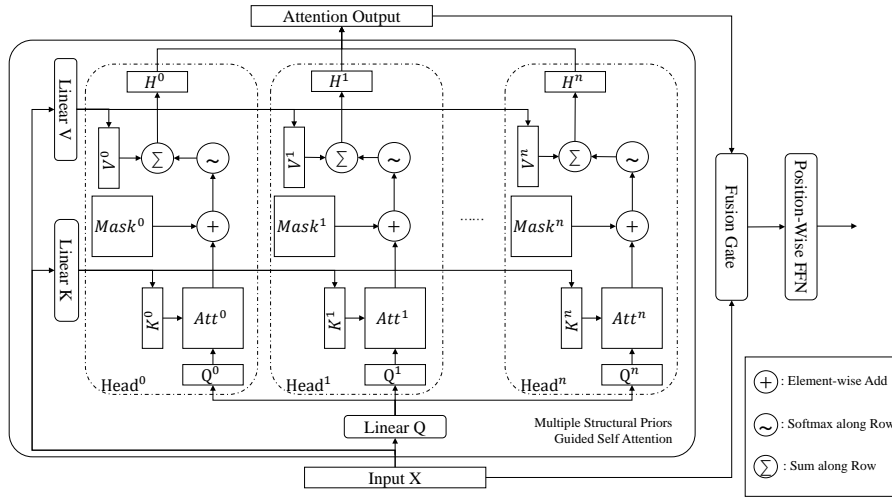 Attention Output
H^0
H^1
H^n
Linear V
V^0
Σ
~
V^1
Σ
~
V^n
Σ
~
Mask^0
+
Mask^1
+
......
Mask^n
+
Fusion Gate
Position-Wise FFN
Linear K
K^0
Att^0
K^1
Att^1
K^n
Att^n
Head^0
Q^0
Head^1
Q^1
Head^n
Q^n
Linear Q
Multiple Structural Priors
Guided Self Attention
Input X
+ : Element-wise Add
~ : Softmax along Row
Σ : Sum along Row